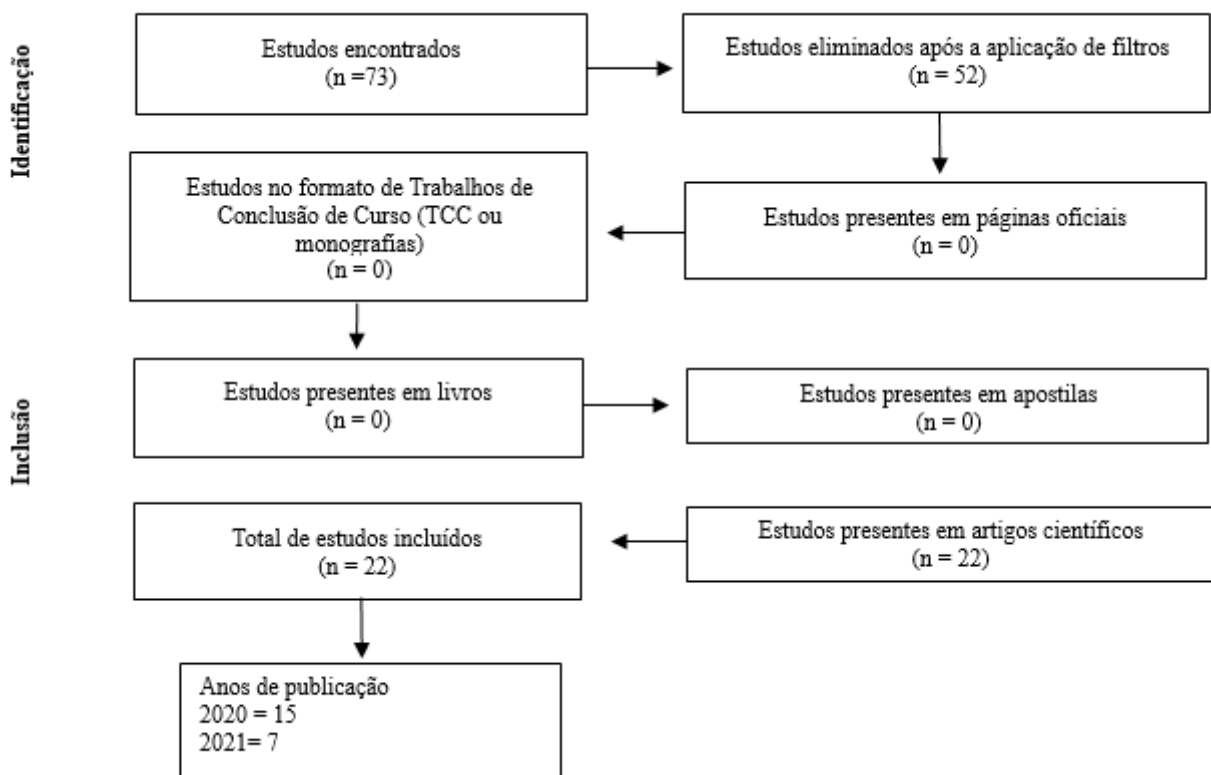 Identificação
Estudos encontrados
(n =73)
Estudos eliminados após a aplicação de filtros
(n = 52)
Estudos presentes em páginas oficiais
(n = 0)
Estudos no formato de Trabalhos de
Conclusão de Curso (TCC ou
monografías)
(n = 0)
Inclusão
Estudos presentes em livros
(n = 0)
Estudos presentes em apostilas
(n = 0)
Estudos presentes em artigos científicos
(n = 22)
Total de estudos incluídos
(n = 22)
Anos de publicação
2020 = 15
2021= 7